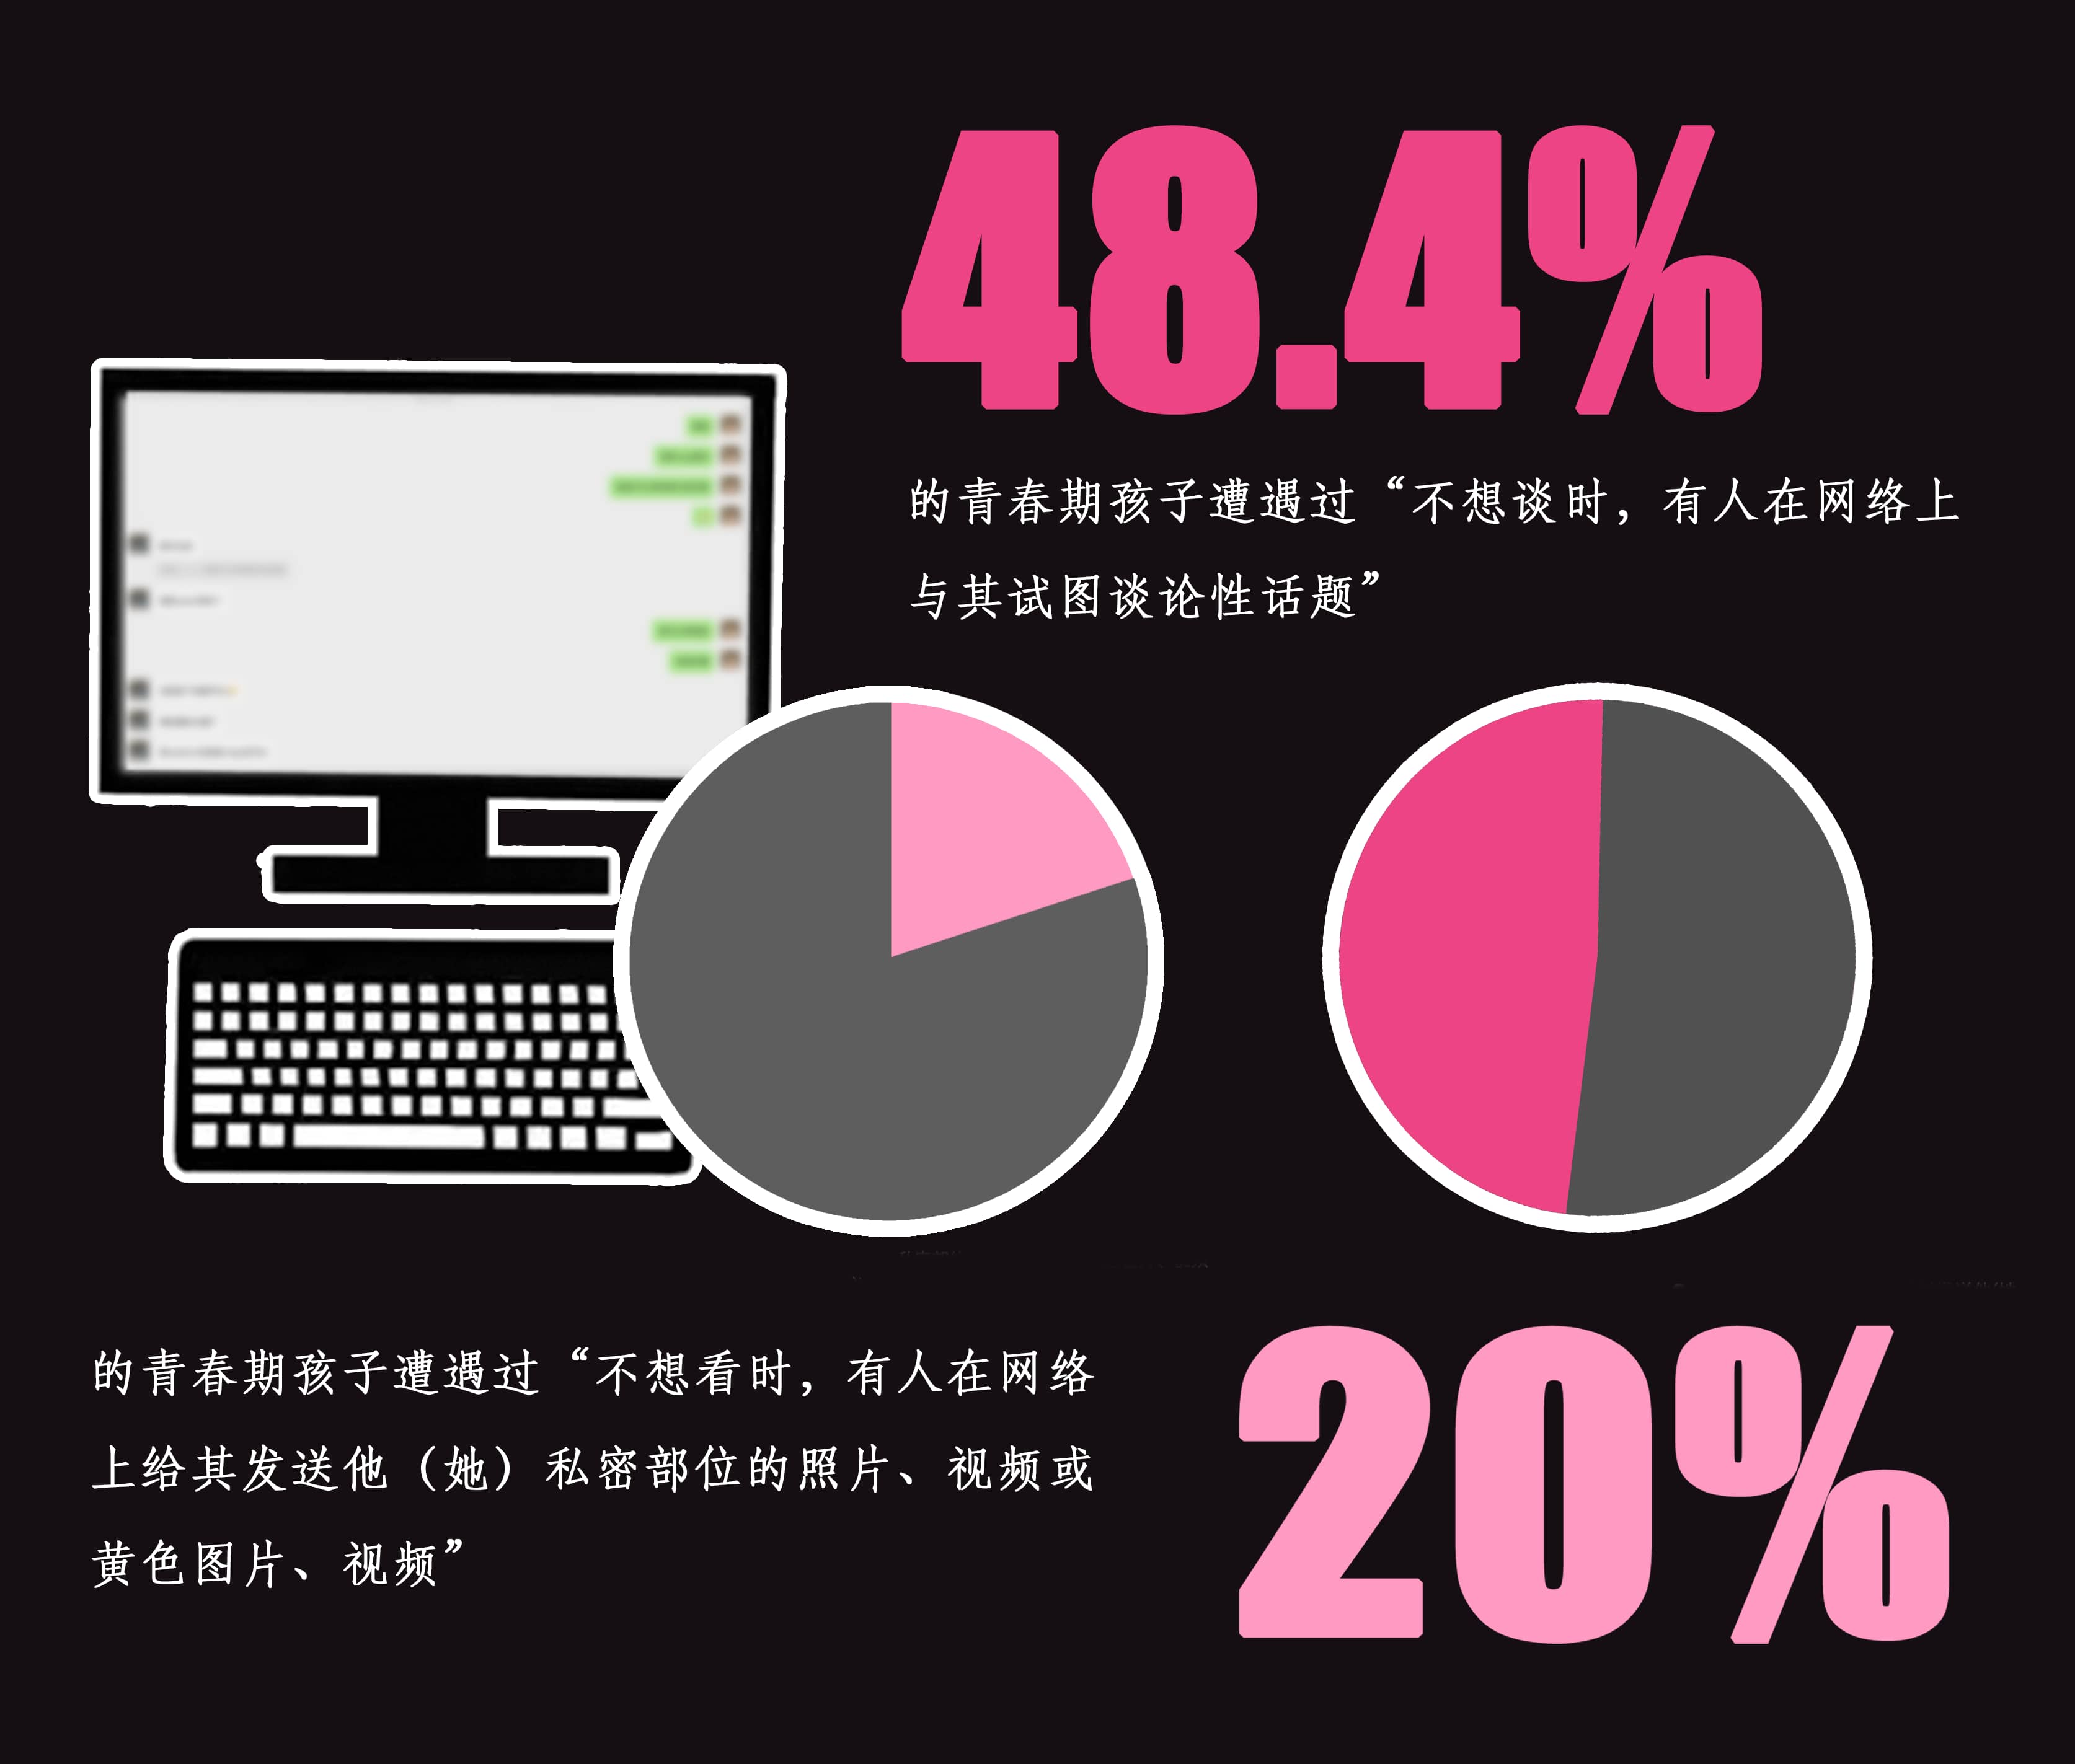 48.4%
的青春期孩子遭遇过“不想谈时，有人在网络上
与其试图谈论性话题”
的青春期孩子遭遇过“不想看时，有人在网络
上给其发送他（她）私密部位的照片、视频或
黄色图片、视频”
20%